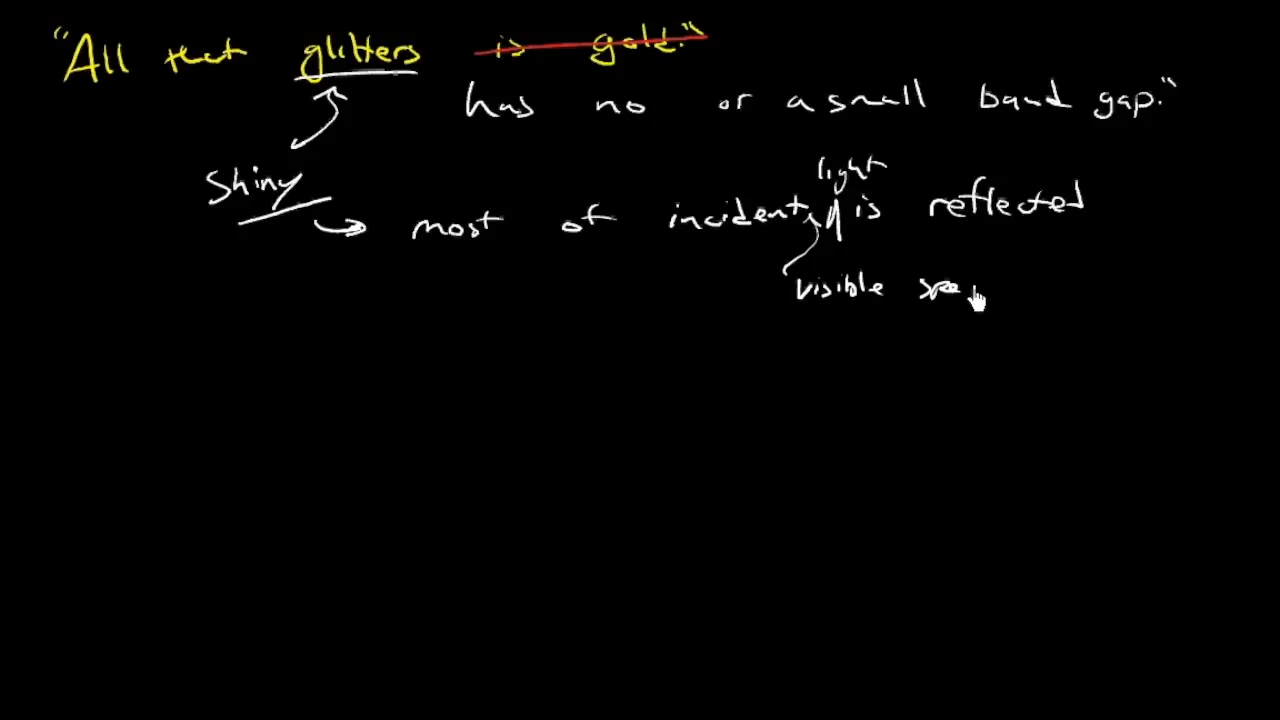 "All that glitters is gold."
has no or a small band gap."
Shiny
light
most of incident, is reflected
visible spe